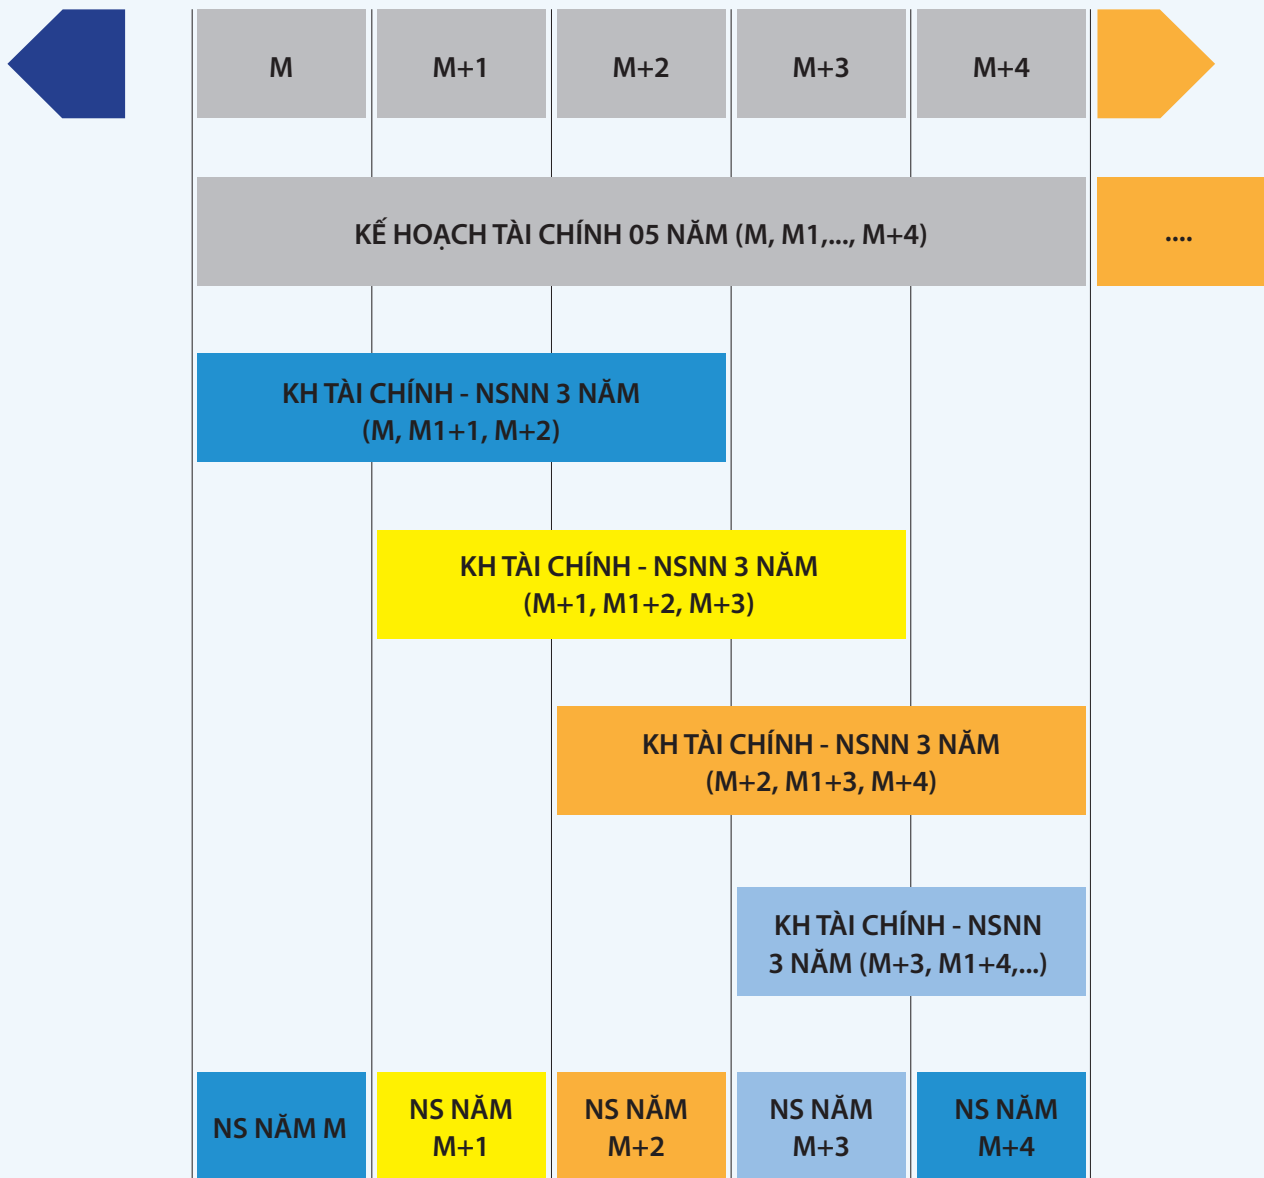 M
M+1
M+2
M+3
M+4
KẾ HOẠCH TÀI CHÍNH 05 NĂM (M, M1,..., M+4)
....
KH TÀI CHÍNH - NSNN 3 NĂM
(M, M1+1, M+2)
KH TÀI CHÍNH - NSNN 3 NĂM
(M+1, M1+2, M+3)
KH TÀI CHÍNH - NSNN 3 NĂM
(M+2, M1+3, M+4)
KH TÀI CHÍNH - NSNN
3 NĂM (M+3, M1+4,...)
NS NĂM M
NS NĂM
M+1
NS NĂM
M+2
NS NĂM
M+3
NS NĂM
M+4